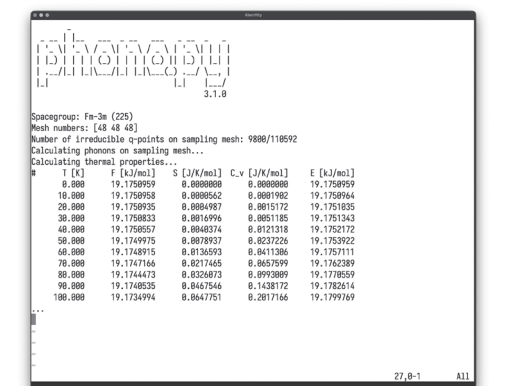 Alacritty
3.1.0
Spacegroup: Fm-3m (225)
Mesh numbers: [48 48 48]
Number of irreducible q-points on sampling mesh: 9800/110592
Calculating phonons on sampling mesh...
Calculating thermal properties...
# T [K] F [kJ/mol] S [J/K/mol] C_v [J/K/mol] E [kJ/mol]
0.000 19.1750959 0.0000000 0.0000000 19.1750959
10.000 19.1750958 0.0000562 0.0001902 19.1750964
20.000 19.1750935 0.0004987 0.0015172 19.1751035
30.000 19.1750833 0.0016996 0.0051185 19.1751343
40.000 19.1750557 0.0040374 0.0121318 19.1752172
50.000 19.1749975 0.0078937 0.0237226 19.1753922
60.000 19.1748915 0.0136593 0.0411306 19.1757111
70.000 19.1747166 0.0217465 0.0657599 19.1762389
80.000 19.1744473 0.0326073 0.0993009 19.1770559
90.000 19.1740535 0.0467546 0.1438172 19.1782614
100.000 19.1734994 0.0647751 0.2017166 19.1799769
...
~
~
~
~
27,0-1 All